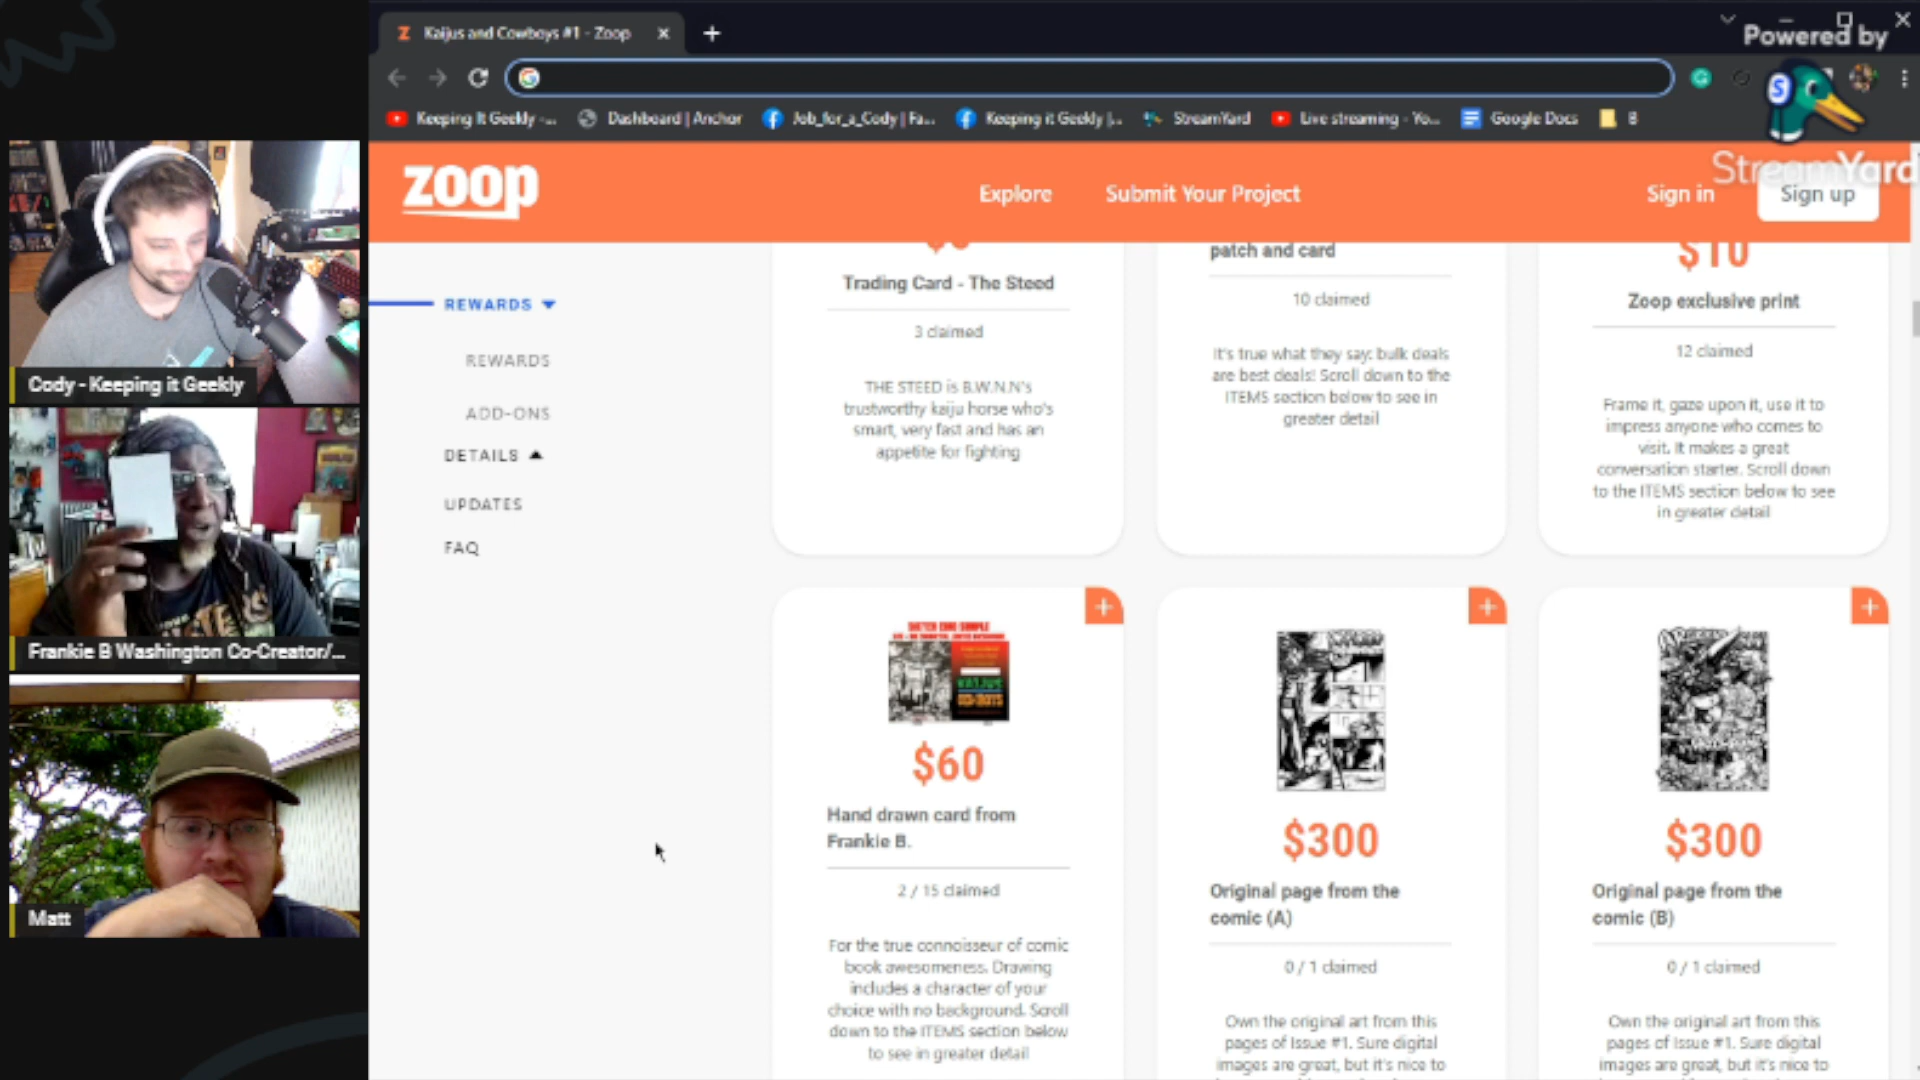 Kaijus and Cowboys #1 - Zoop
Powered by
Keeping It Geekly -...
Dashboard | Anchor
Job_for_a_Cody | Fa...
Keeping it Geekly |...
StreamYard
Live streaming - Yo...
Google Docs
B
S
StreamYard
zoop
Explore
Submit Your Project
Sign in
Sign up
REWARDS
REWARDS
ADD-ONS
DETAILS
UPDATES
FAQ
Trading Card - The Steed
3 claimed
THE STEED is B.W.N.N's
trustworthy kaiju horse who's
smart, very fast and has an
appetite for fighting
patch and card
10 claimed
It's true what they say: bulk deals
are best deals! Scroll down to the
ITEMS section below to see in
greater detail
$10
Zoop exclusive print
12 claimed
Frame it, gaze upon it, use it to
impress anyone who comes to
visit. It makes a great
conversation starter. Scroll down
to the ITEMS section below to see
in greater detail
$60
Hand drawn card from
Frankie B.
2 / 15 claimed
For the true connoisseur of comic
book awesomeness. Drawing
includes a character of your
choice with no background. Scroll
down to the ITEMS section below
to see in greater detail
$300
Original page from the
comic (A)
0 / 1 claimed
Own the original art from this
pages of Issue #1. Sure digital
images are great, but it's nice to
$300
Original page from the
comic (B)
0 / 1 claimed
Own the original art from this
pages of Issue #1. Sure digital
images are great, but it's nice to
Cody - Keeping it Geekly
Frankie B Washington Co-Creator/...
Matt